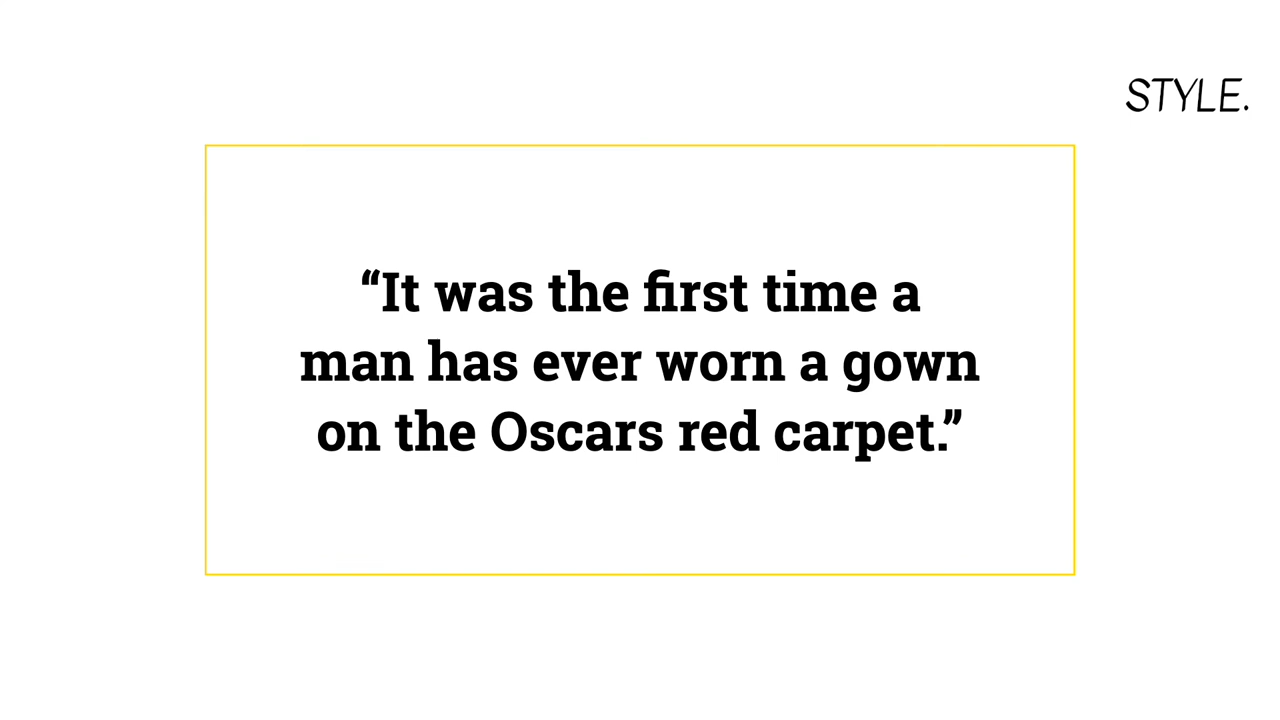 STYLE.
“It was the first time a
man has ever worn a gown
on the Oscars red carpet.”